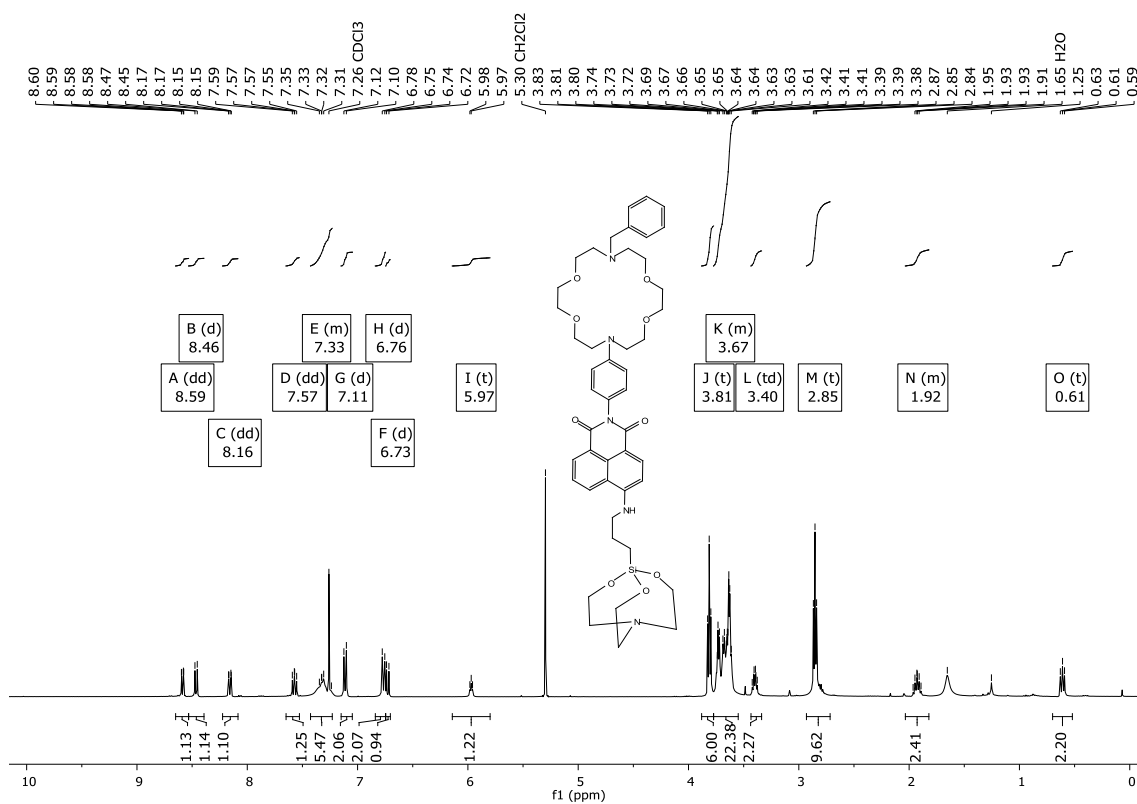 8.60
8.59
8.58
8.58
8.47
8.45
8.17
8.17
8.15
8.15
7.59
7.57
7.57
7.55
7.35
7.33
7.32
7.31
7.26 CDCl3
7.12
7.10
6.78
6.75
6.74
6.72
5.98
5.97
5.30 CH2Cl2
3.83
3.81
3.80
3.74
3.73
3.72
3.69
3.67
3.66
3.65
3.65
3.64
3.64
3.63
3.63
3.61
3.42
3.41
3.41
3.39
3.39
3.38
2.87
2.85
2.84
1.95
1.93
1.93
1.91
1.65 H2O
1.25
0.63
0.61
0.59
N
O
O
O
O
N
B (d)
8.46
E (m)
7.33
H (d)
6.76
K (m)
3.67
A (dd)
8.59
D (dd)
7.57
G (d)
7.11
I (t)
5.97
J (t)
3.81
L (td)
3.40
M (t)
2.85
N (m)
1.92
O (t)
0.61
C (dd)
8.16
F (d)
6.73
O
N
O
NH
Si
O
O
O
N
1.13
1.14
1.10
1.25
5.47
2.06
2.07
0.94
1.22
6.00
22.38
2.27
9.62
2.41
2.20
10 9 8 7 6 5 4 3 2 1 0
f1 (ppm)